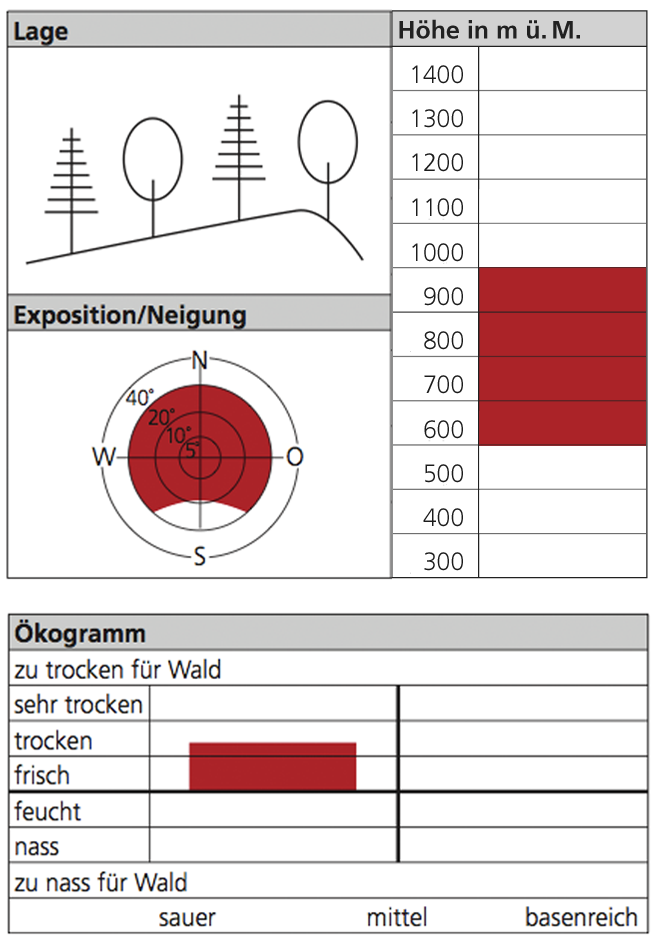 Lage
Höhe in m ü. M.
1400
1300
1200
1100
1000
900
800
700
600
500
400
300
Exposition/Neigung
N
40°
20°
10°
5°
W
O
S
Ökogramm
zu trocken für Wald
sehr trocken
trocken
frisch
feucht
nass
zu nass für Wald
sauer mittel basenreich